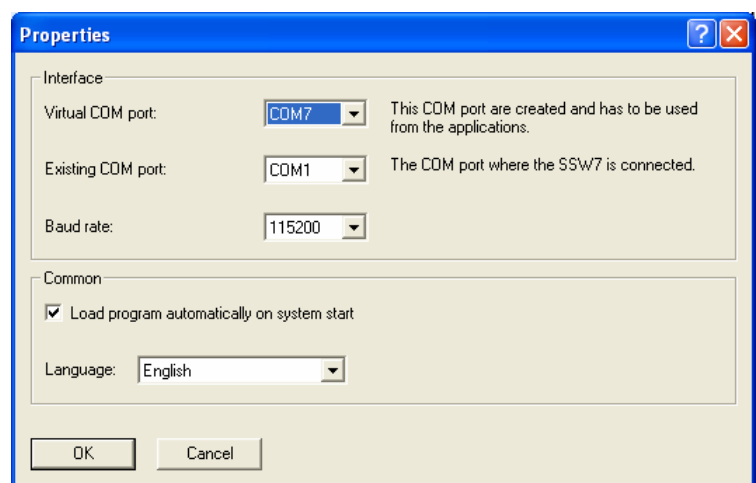 Properties
Interface
Virtual COM port:
COM7
This COM port are created and has to be used
from the applications.
Existing COM port:
COM1
The COM port where the SSW7 is connected.
Baud rate:
115200
Common
Load program automatically on system start
Language:
English
OK
Cancel